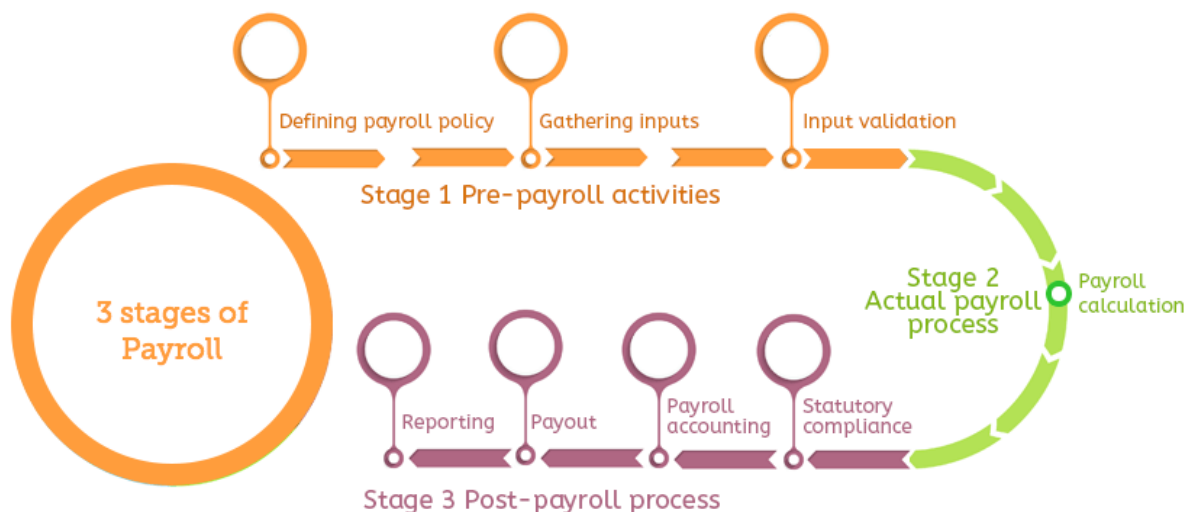 Defining payroll policy
Gathering inputs
Input validation
Stage 1 Pre-payroll activities
3 stages of
Payroll
Stage 2
Actual payroll
process
Payroll
calculation
Reporting
Payout
Payroll
accounting
Statutory
compliance
Stage 3 Post-payroll process